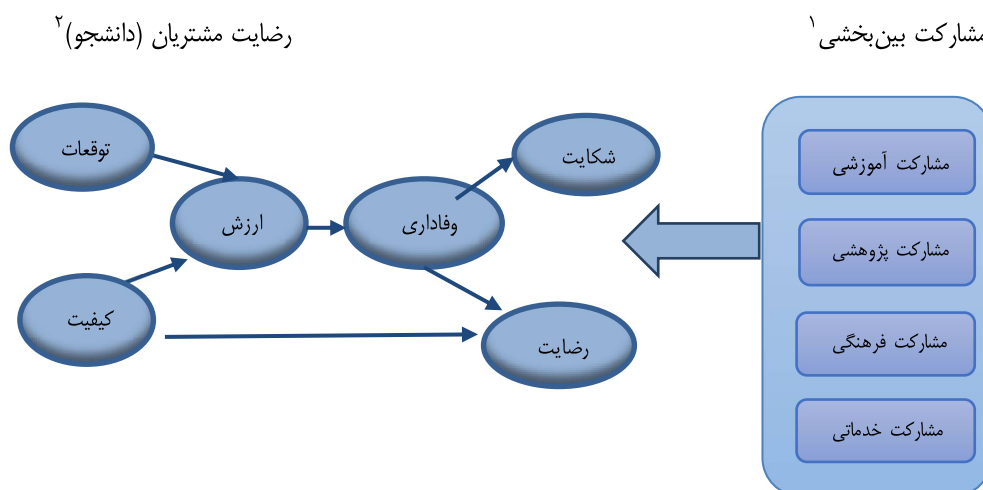 مشارکت بین‌بخشی۱
رضایت مشتریان (دانشجو)۲
مشارکت آموزشی
مشارکت پژوهشی
مشارکت فرهنگی
مشارکت خدماتی
شکایت
توقعات
وفاداری
ارزش
کیفیت
رضایت